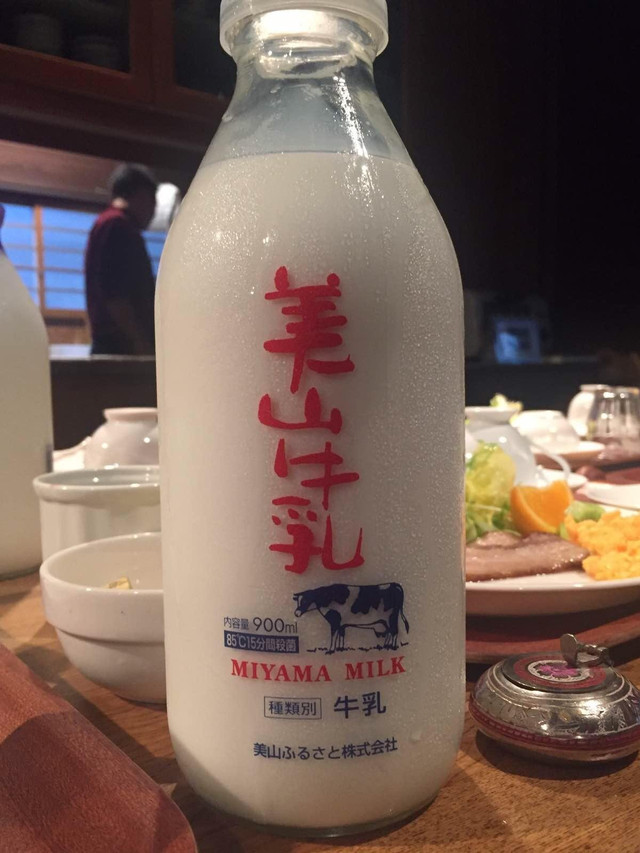 美山牛乳
内容量 900ml
85℃15分間殺菌
MIYAMA MILK
種類別 牛乳
美山ふるさと株式会社